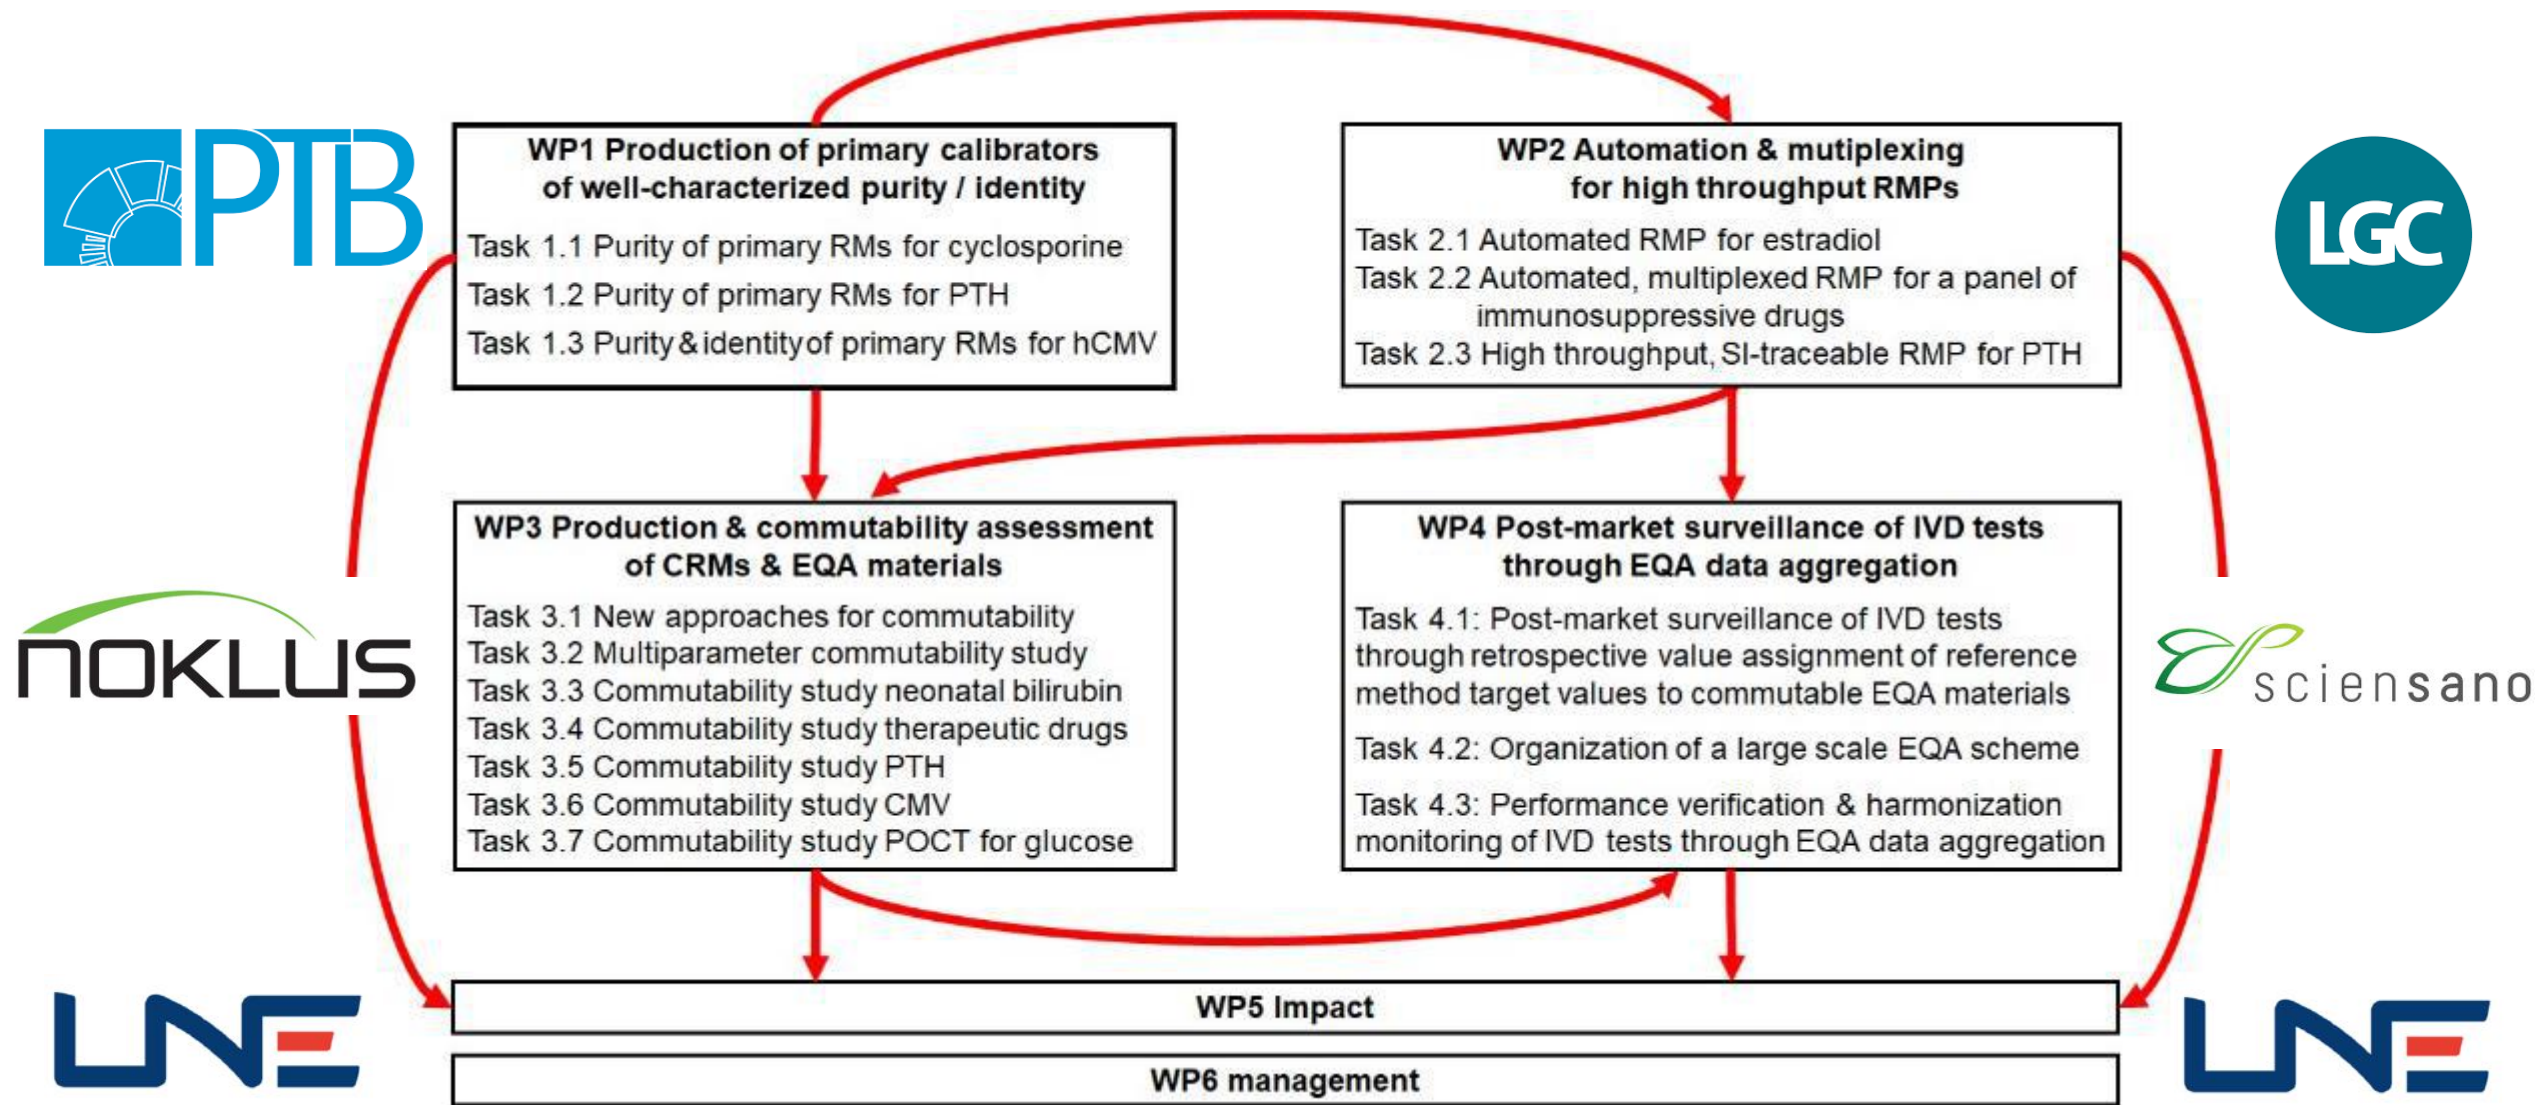 PTB
WP1 Production of primary calibrators
of well-characterized purity / identity
Task 1.1 Purity of primary RMs for cyclosporine
Task 1.2 Purity of primary RMs for PTH
Task 1.3 Purity & identity of primary RMs for hCMV
WP2 Automation & mutiplexing
for high throughput RMPs
Task 2.1 Automated RMP for estradiol
Task 2.2 Automated, multiplexed RMP for a panel of
immunosuppressive drugs
Task 2.3 High throughput, SI-traceable RMP for PTH
LGC
NOKLUS
WP3 Production & commutability assessment
of CRMs & EQA materials
Task 3.1 New approaches for commutability
Task 3.2 Multiparameter commutability study
Task 3.3 Commutability study neonatal bilirubin
Task 3.4 Commutability study therapeutic drugs
Task 3.5 Commutability study PTH
Task 3.6 Commutability study CMV
Task 3.7 Commutability study POCT for glucose
WP4 Post-market surveillance of IVD tests
through EQA data aggregation
Task 4.1: Post-market surveillance of IVD tests
through retrospective value assignment of reference
method target values to commutable EQA materials
Task 4.2: Organization of a large scale EQA scheme
Task 4.3: Performance verification & harmonization
monitoring of IVD tests through EQA data aggregation
sciensano
LNE
WP5 Impact
WP6 management
LNE